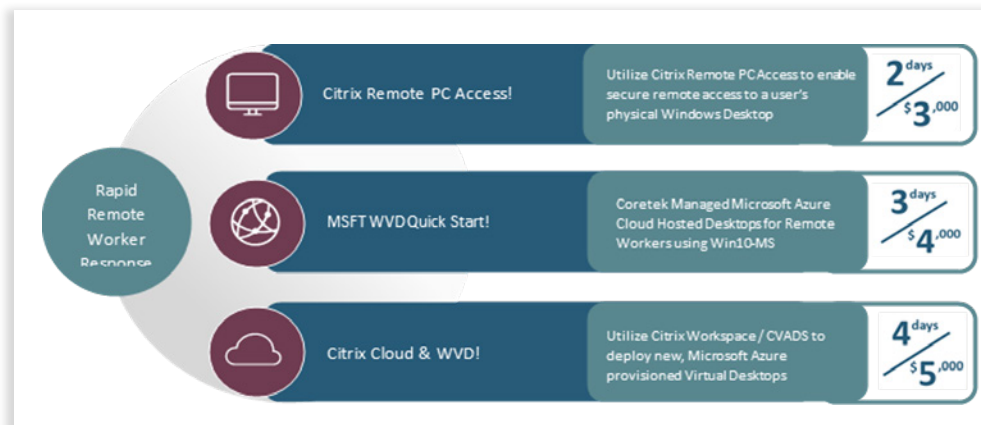 Rapid
Remote
Worker
Response
Citrix Remote PC Access!
Utilize Citrix Remote PC Access to enable
secure remote access to a user's
physical Windows Desktop
2 days
$3,000
MSFT WVD Quick Start!
Coretek Managed Microsoft Azure
Cloud Hosted Desktops for Remote
Workers using Win10-MS
3 days
$4,000
Citrix Cloud & WVD!
Utilize Citrix Workspace / CVADS to
deploy new, Microsoft Azure
provisioned Virtual Desktops
4 days
$5,000